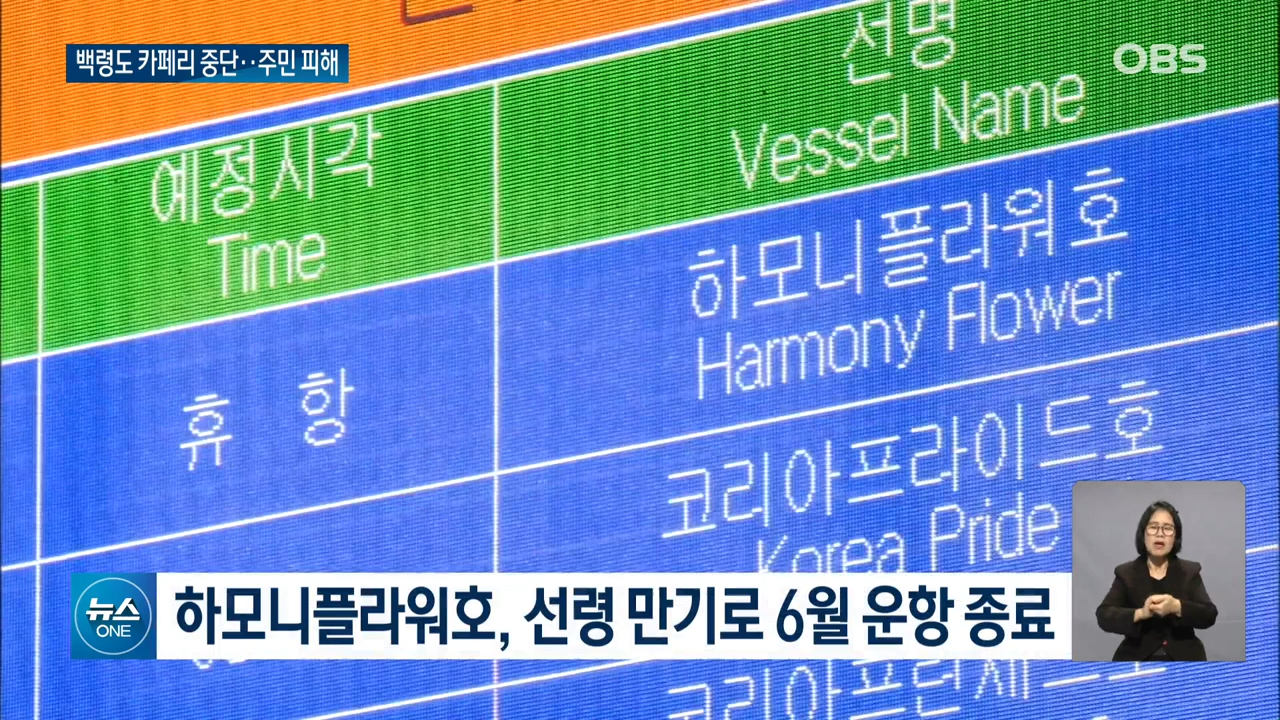 백령도 카페리 중단··주민 피해
OBS
예정시각
Time
선명
Vessel Name
휴 항
하모니플라워호
Harmony Flower
코리아프라이드호
Korea Pride
뉴스
ONE
하모니플라워호, 선령 만기로 6월 운항 종료